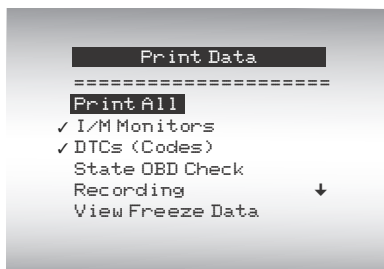 Print Data
=====================
Print All
✓ I/M Monitors
✓ DTCs (Codes)
State OBD Check
Recording ↓
View Freeze Data